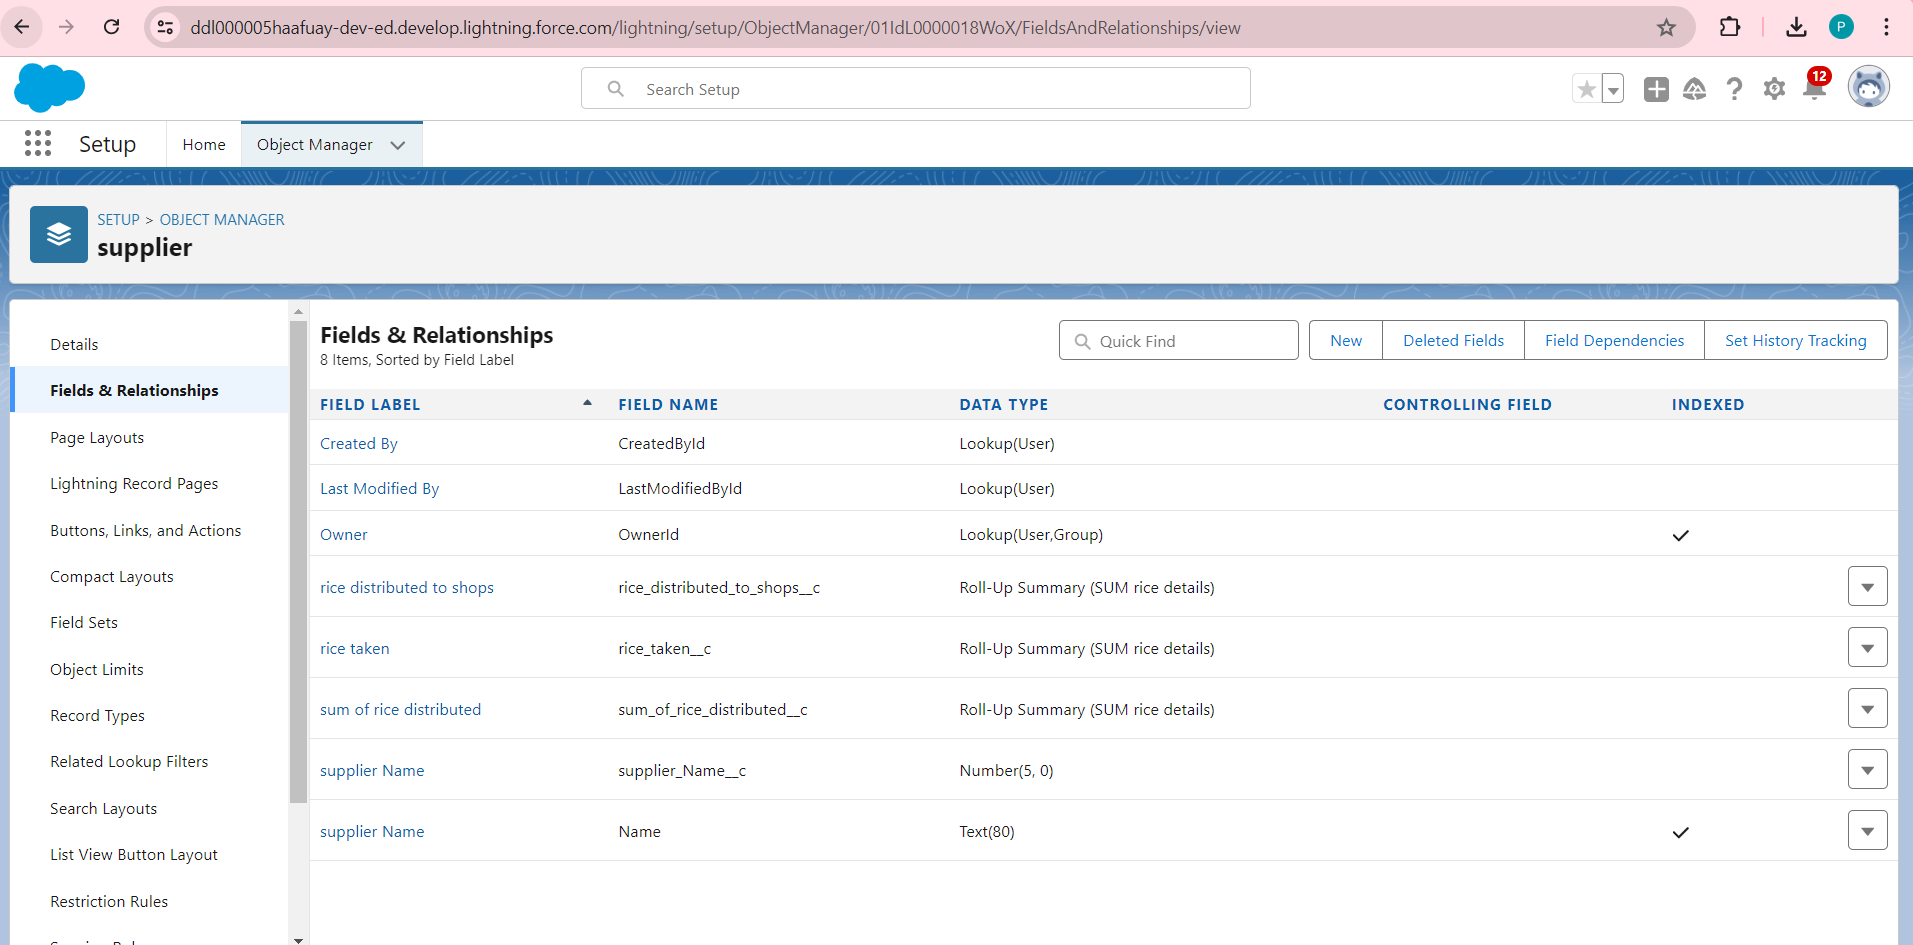 ddl000005haafuay-dev-ed.develop.lightning.force.com/lightning/setup/ObjectManager/01IdL0000018WoX/FieldsAndRelationships/view
P
Search Setup
12
Setup
Home
Object Manager
SETUP > OBJECT MANAGER
supplier
Details
Fields & Relationships
Page Layouts
Lightning Record Pages
Buttons, Links, and Actions
Compact Layouts
Field Sets
Object Limits
Record Types
Related Lookup Filters
Search Layouts
List View Button Layout
Restriction Rules
Fields & Relationships
8 Items, Sorted by Field Label
Quick Find
New
Deleted Fields
Field Dependencies
Set History Tracking
FIELD LABEL FIELD NAME DATA TYPE CONTROLLING FIELD INDEXED
Created By CreatedById Lookup(User)
Last Modified By LastModifiedById Lookup(User)
Owner OwnerId Lookup(User,Group)
rice distributed to shops rice_distributed_to_shops__c Roll-Up Summary (SUM rice details)
rice taken rice_taken__c Roll-Up Summary (SUM rice details)
sum of rice distributed sum_of_rice_distributed__c Roll-Up Summary (SUM rice details)
supplier Name supplier_Name__c Number(5, 0)
supplier Name Name Text(80)